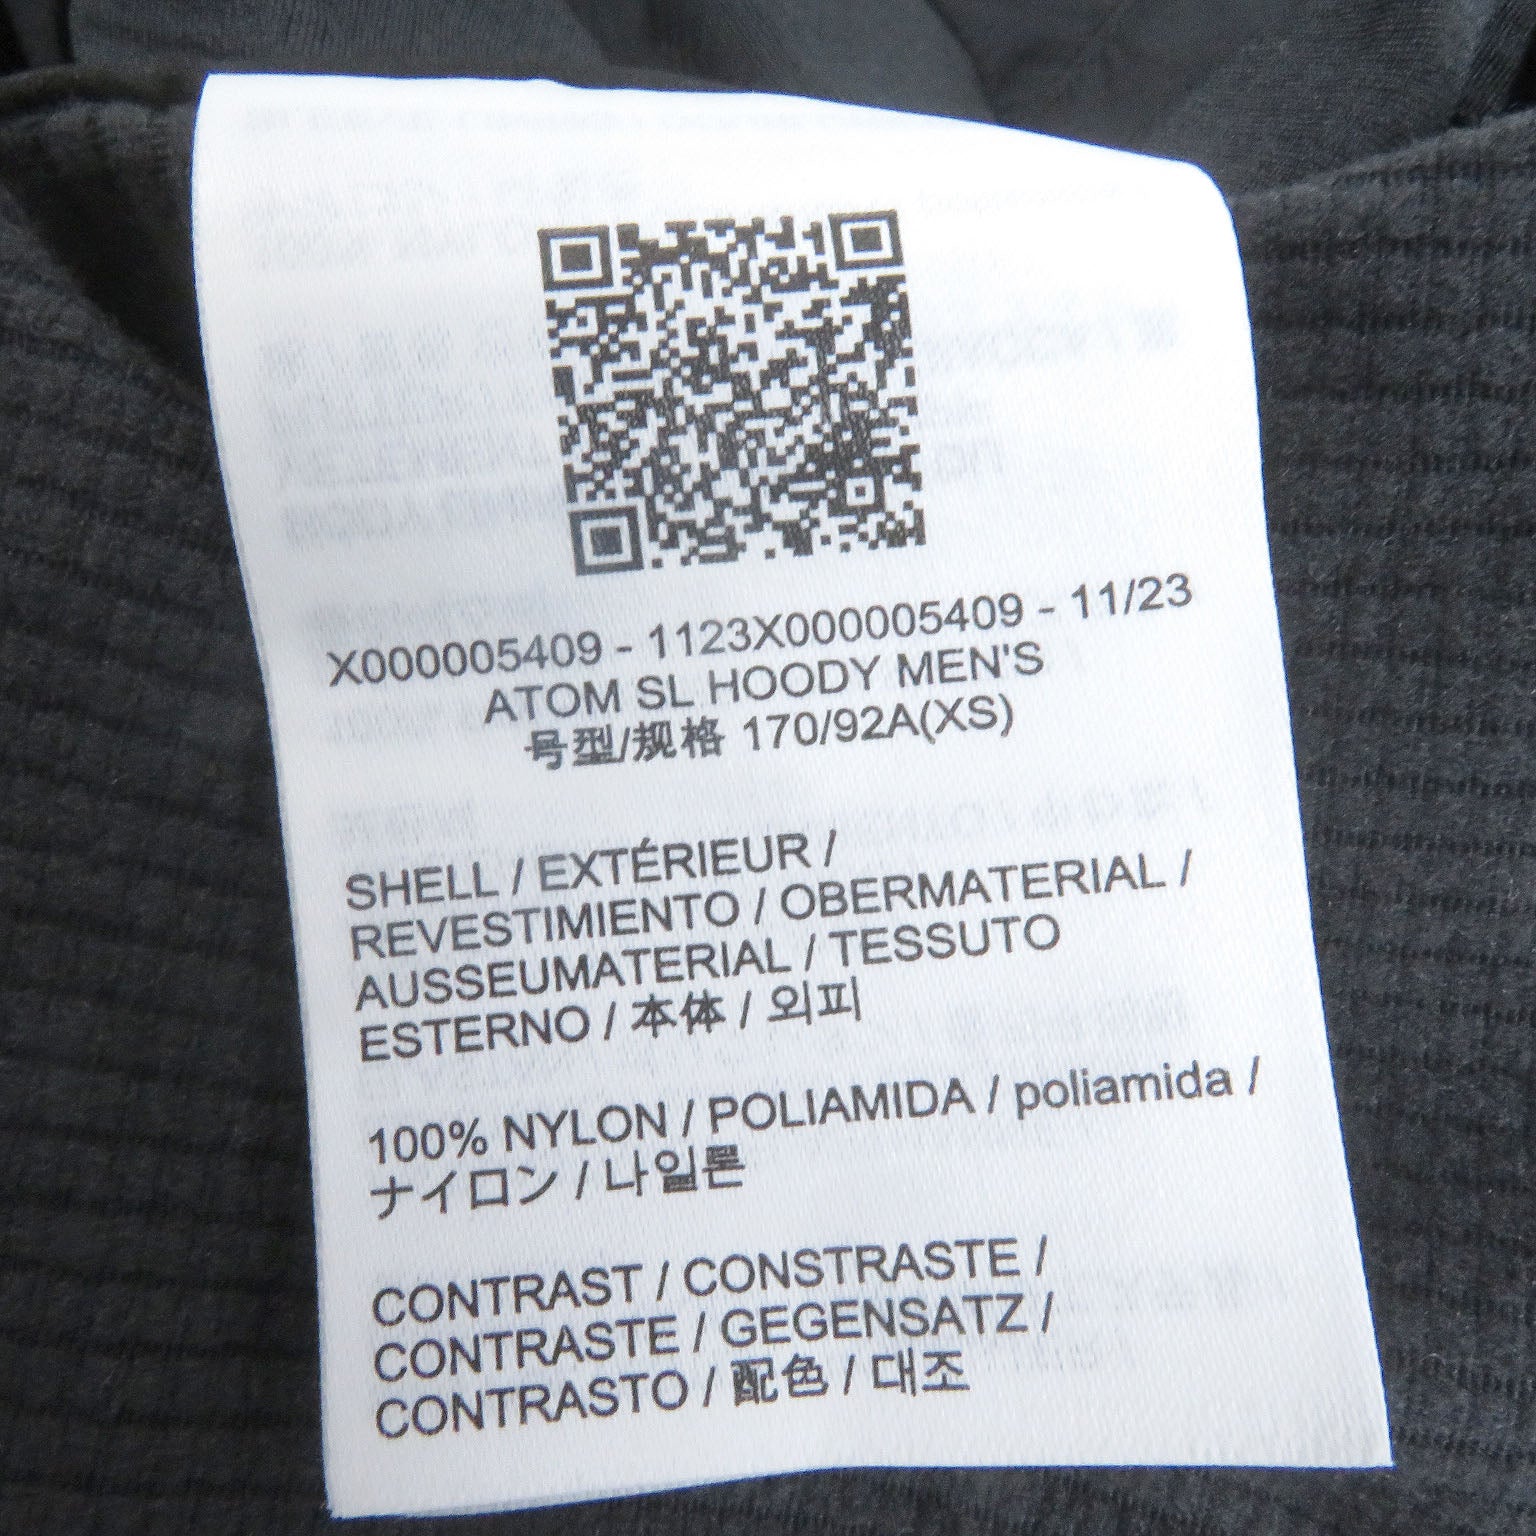 X000005409 - 1123X000005409 - 11/23
ATOM SL HOODY MEN'S
号型/规格 170/92A(XS)
SHELL / EXTÉRIEUR /
REVESTIMIENTO / OBERMATERIAL /
AUSSEUMATERIAL / TESSUTO
ESTERNO / 本体 / 외피
100% NYLON / POLIAMIDA / poliamida /
ナイロン / 나일론
CONTRAST / CONSTRASTE /
CONTRASTE / GEGENSATZ /
CONTRASTO / 配色 / 대조